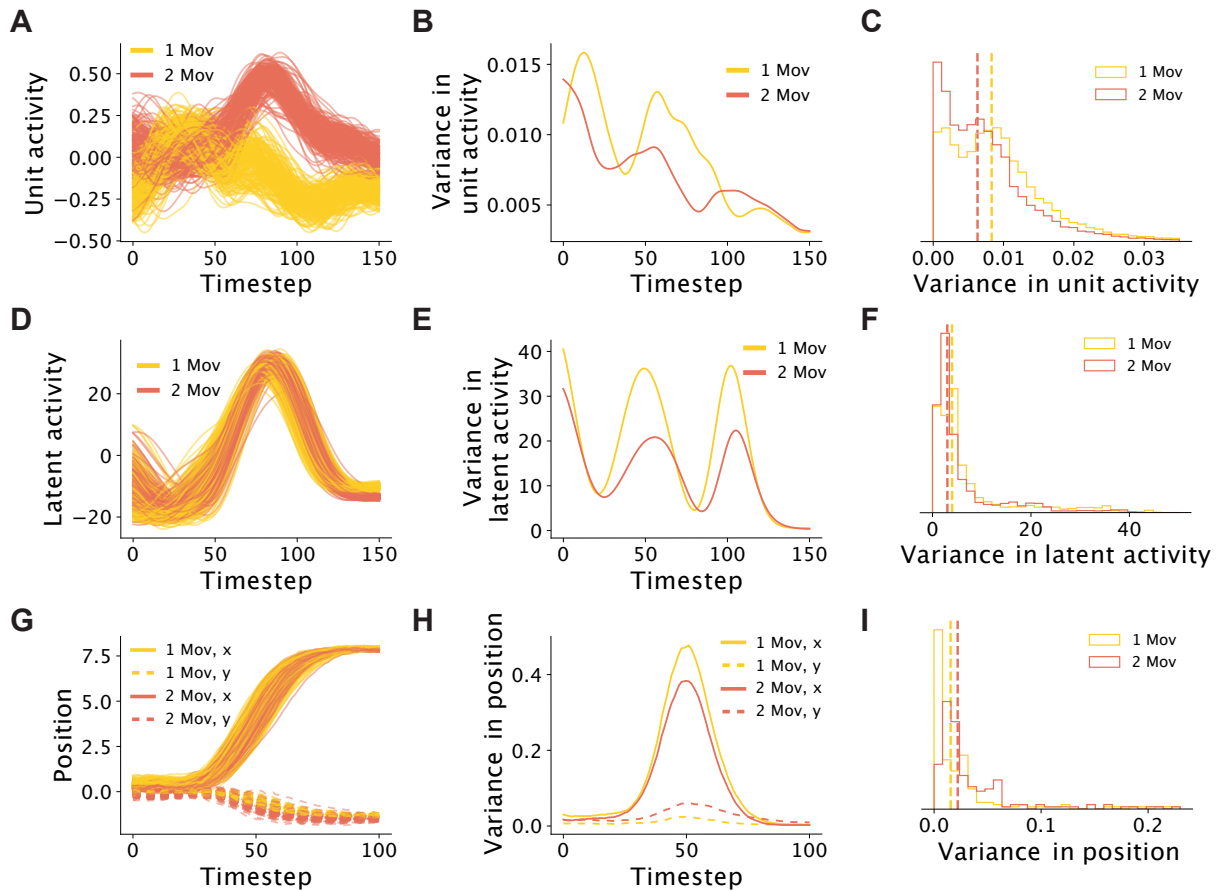 A
1 Mov
2 Mov
Unit activity
0.50
0.25
0.00
−0.25
−0.50
0
50
100
150
Timestep
B
1 Mov
2 Mov
Variance in
unit activity
0.015
0.010
0.005
0
50
100
150
Timestep
C
1 Mov
2 Mov
0.00
0.01
0.02
0.03
Variance in unit activity
D
1 Mov
2 Mov
Latent activity
20
0
−20
0
50
100
150
Timestep
E
1 Mov
2 Mov
Variance in
latent activity
40
30
20
10
0
0
50
100
150
Timestep
F
1 Mov
2 Mov
0
20
40
Variance in latent activity
G
1 Mov, x
1 Mov, y
2 Mov, x
2 Mov, y
Position
7.5
5.0
2.5
0.0
0
50
100
Timestep
H
1 Mov, x
1 Mov, y
2 Mov, x
2 Mov, y
Variance in position
0.4
0.2
0.0
0
50
100
Timestep
I
1 Mov
2 Mov
0.0
0.1
0.2
Variance in position